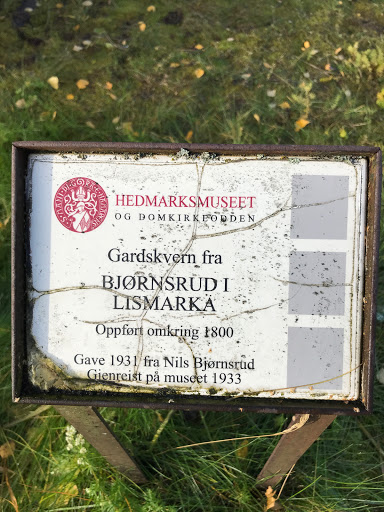 HEDMARKSMUSEET
OG DOMKIRKEODDEN
Gardskvern fra
BJØRNSRUD I
LISMARKA
Oppført omkring 1800
Gave 1931 fra Nils Bjørnsrud
Gjenreist på museet 1933